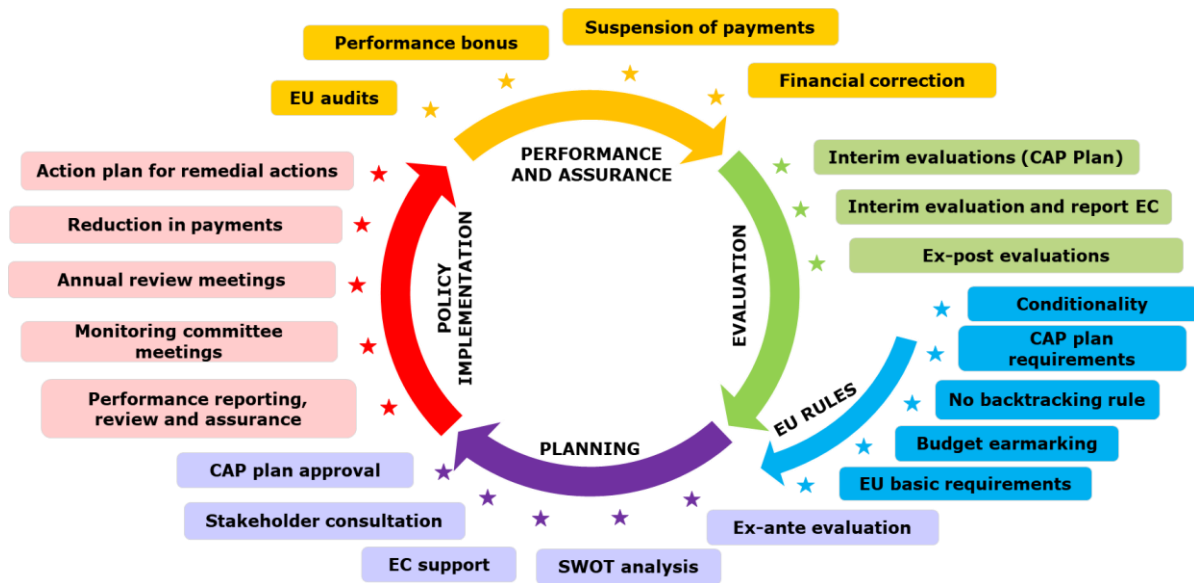 Suspension of payments
Performance bonus
Financial correction
EU audits
PERFORMANCE
AND ASSURANCE
Interim evaluations (CAP Plan)
Interim evaluation and report EC
Ex-post evaluations
EVALUATION
Conditionality
CAP plan
requirements
No backtracking rule
Budget earmarking
EU basic requirements
EU RULES
PLANNING
Ex-ante evaluation
SWOT analysis
EC support
Stakeholder consultation
CAP plan approval
POLICY
IMPLEMENTATION
Action plan for remedial actions
Reduction in payments
Annual review meetings
Monitoring committee
meetings
Performance reporting,
review and assurance